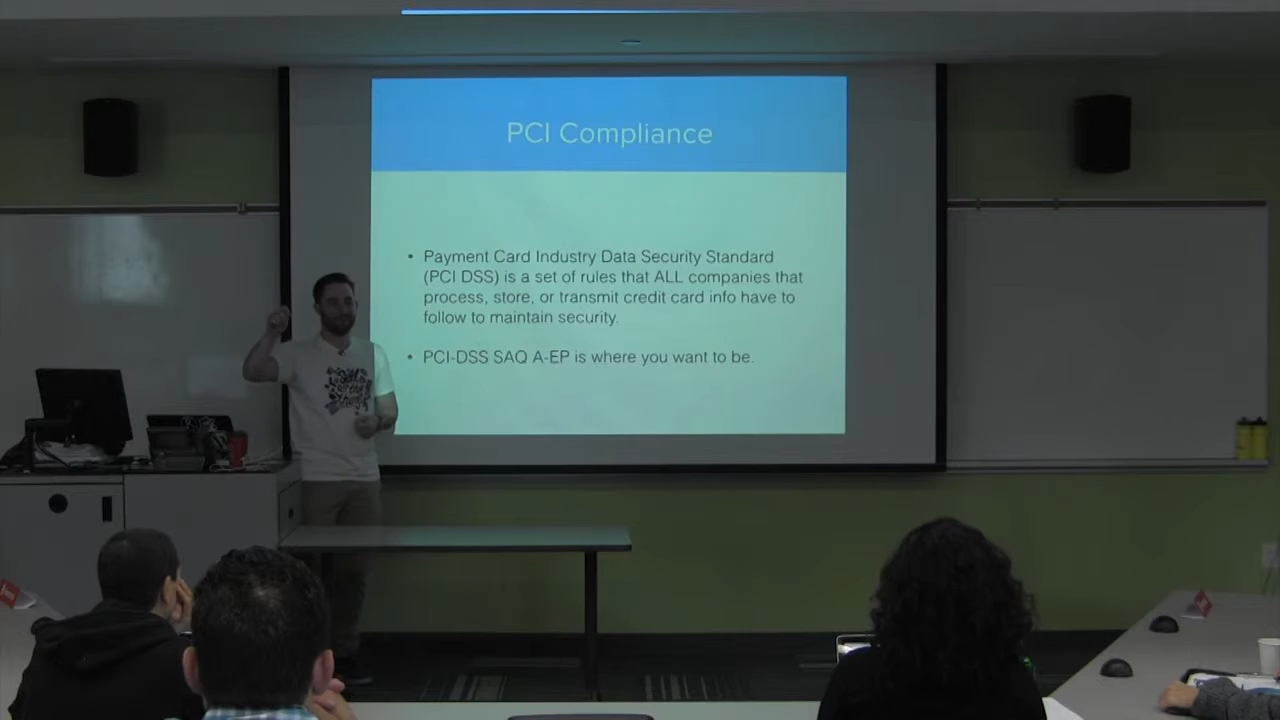 PCI Compliance
• Payment Card Industry Data Security Standard
(PCI DSS) is a set of rules that ALL companies that
process, store, or transmit credit card info have to
follow to maintain security.
• PCI-DSS SAQ A-EP is where you want to be.